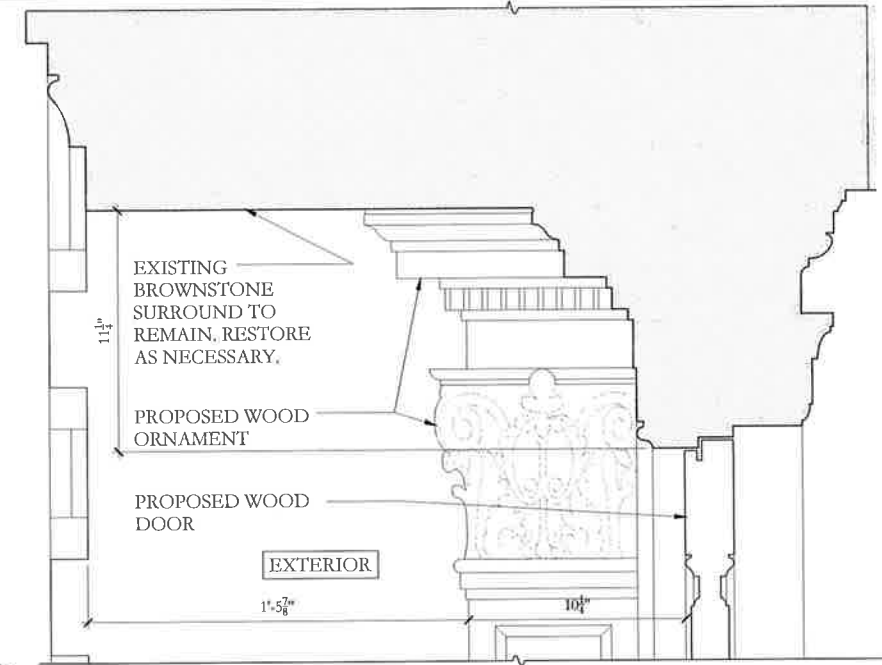 EXISTING
BROWNSTONE
SURROUND TO
REMAIN, RESTORE
AS NECESSARY.
11¼"
PROPOSED WOOD
ORNAMENT
PROPOSED WOOD
DOOR
EXTERIOR
1'-5⅞"
10¼"